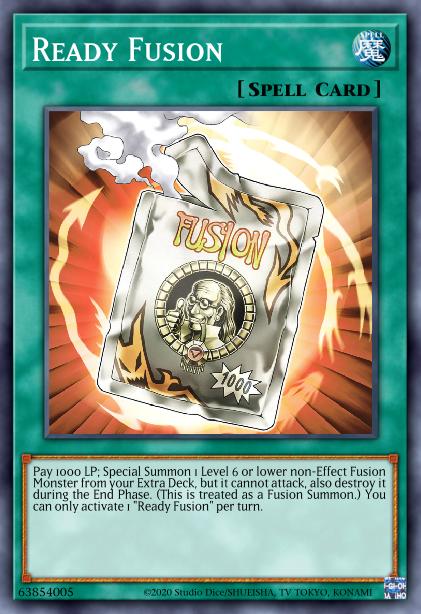 Ready Fusion
SPELL
魔
[Spell Card]
FUSION
1000
Pay 1000 LP; Special Summon 1 Level 6 or lower non-Effect Fusion
Monster from your Extra Deck, but it cannot attack, also destroy it
during the End Phase. (This is treated as a Fusion Summon.) You
can only activate 1 "Ready Fusion" per turn.
63854005
©2020 Studio Dice/SHUEISHA, TV TOKYO, KONAMI